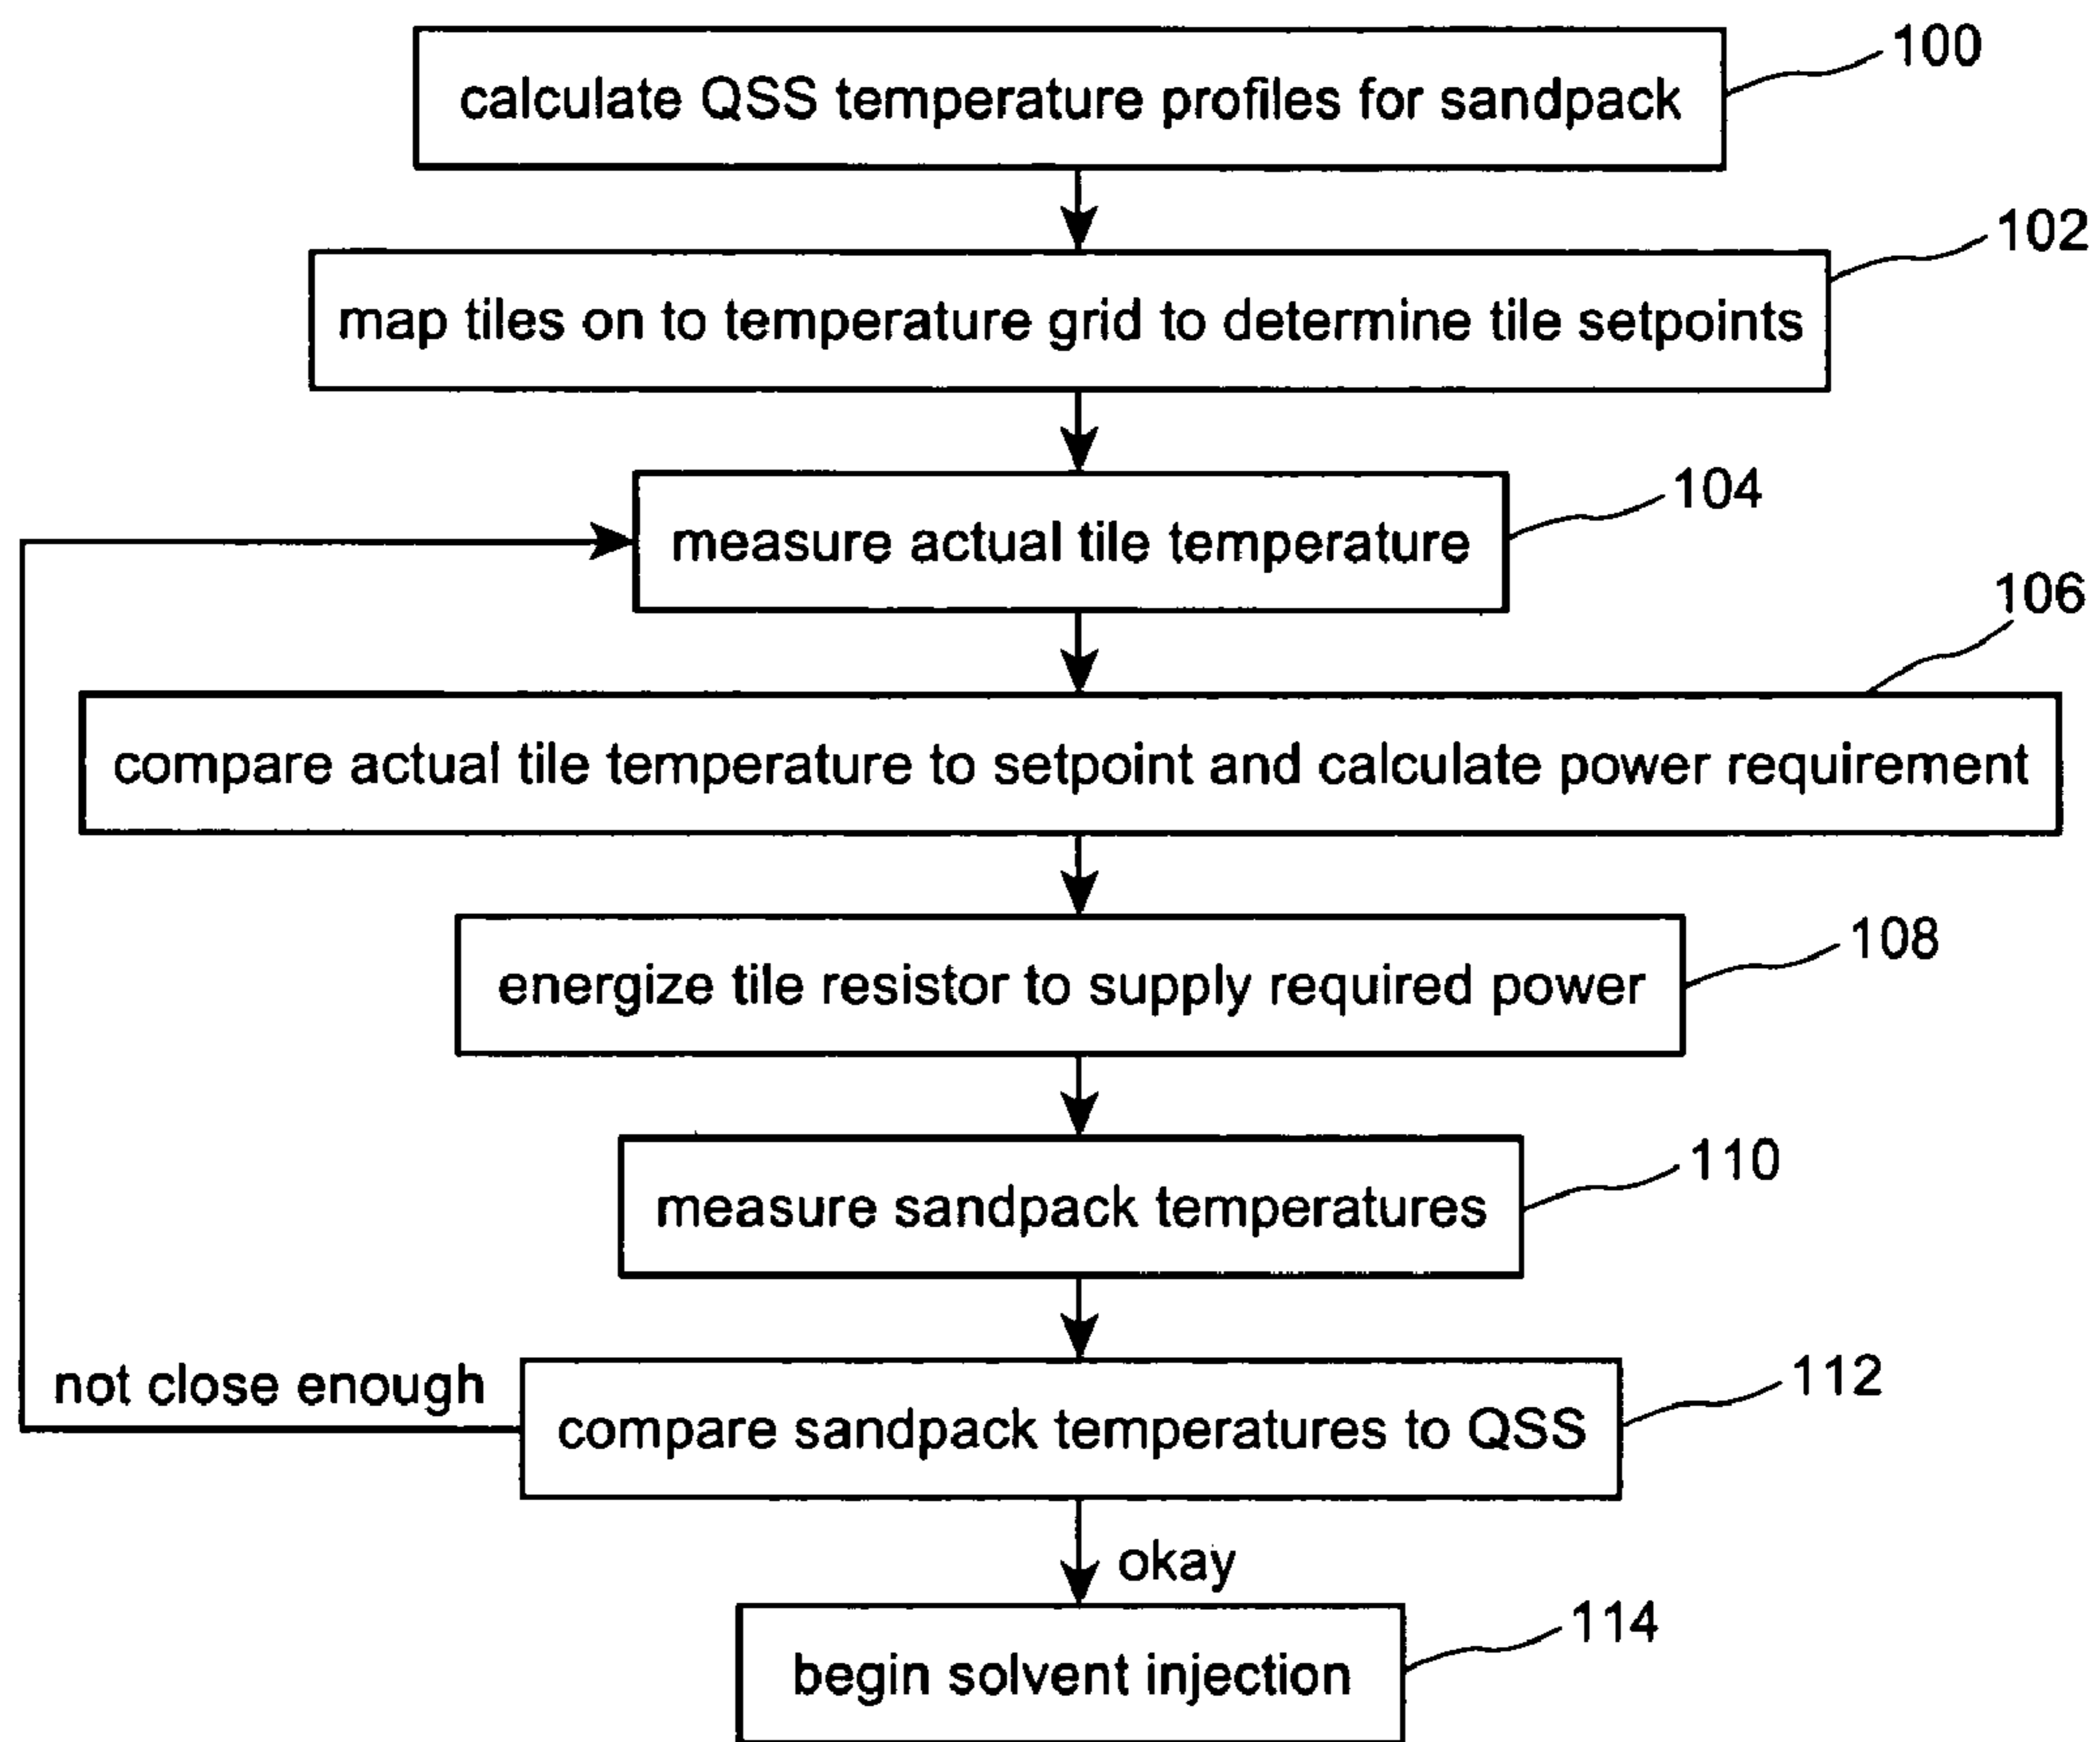 calculate QSS temperature profiles for sandpack
100
map tiles on to temperature grid to determine tile setpoints
102
measure actual tile temperature
104
compare actual tile temperature to setpoint and calculate power requirement
106
energize tile resistor to supply required power
108
measure sandpack temperatures
110
not close enough
compare sandpack temperatures to QSS
112
okay
begin solvent injection
114